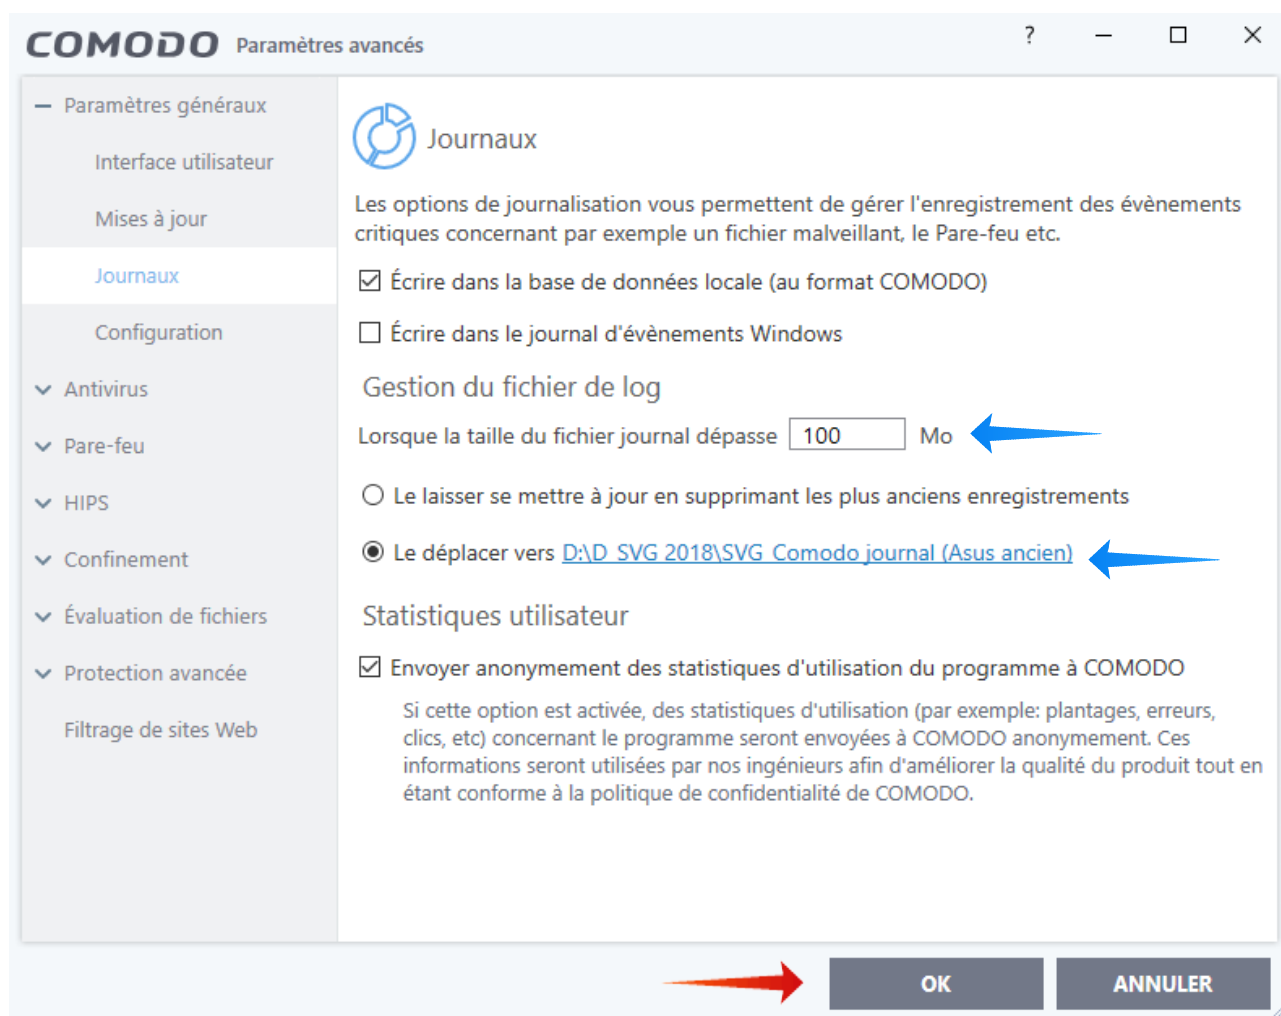 COMODO Paramètres avancés ?
Paramètres généraux
Interface utilisateur
Mises à jour
Journaux
Configuration
Antivirus
Pare-feu
HIPS
Confinement
Évaluation de fichiers
Protection avancée
Filtrage de sites Web
Journaux
Les options de journalisation vous permettent de gérer l'enregistrement des évènements
critiques concernant par exemple un fichier malveillant, le Pare-feu etc.
Écrire dans la base de données locale (au format COMODO)
Écrire dans le journal d'évènements Windows
Gestion du fichier de log
Lorsque la taille du fichier journal dépasse 100 Mo
Le laisser se mettre à jour en supprimant les plus anciens enregistrements
Le déplacer vers D:\D_SVG 2018\SVG_Comodo journal (Asus ancien)
Statistiques utilisateur
Envoyer anonymement des statistiques d'utilisation du programme à COMODO
Si cette option est activée, des statistiques d'utilisation (par exemple: plantages, erreurs,
clics, etc) concernant le programme seront envoyées à COMODO anonymement. Ces
informations seront utilisées par nos ingénieurs afin d'améliorer la qualité du produit tout en
étant conforme à la politique de confidentialité de COMODO.
OK
ANNULER